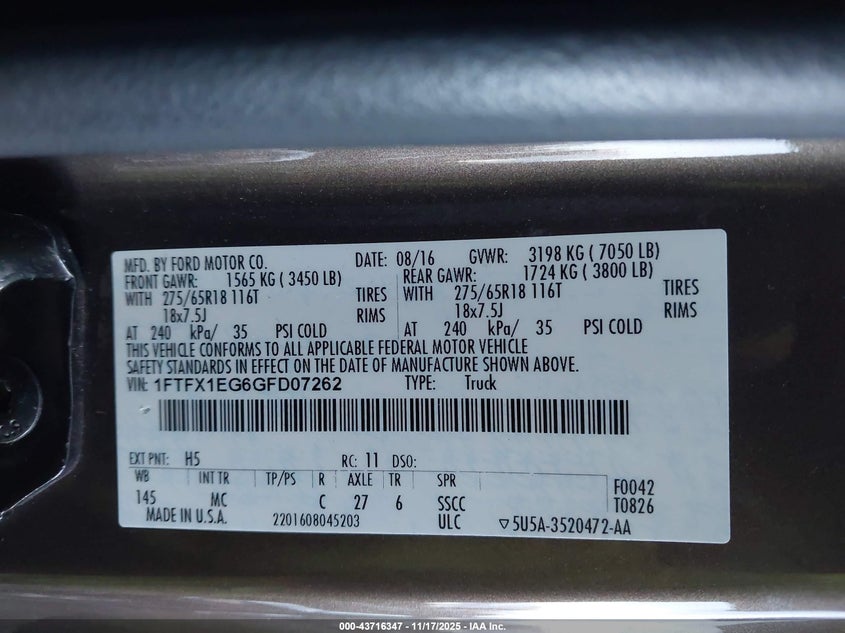 MFD. BY FORD MOTOR CO. DATE: 08/16 GVWR: 3198 KG ( 7050 LB)
FRONT GAWR: 1565 KG ( 3450 LB) REAR GAWR: 1724 KG ( 3800 LB)
WITH 275/65R18 116T TIRES WITH 275/65R18 116T TIRES
18x7.5J RIMS 18x7.5J RIMS
AT 240 kPa/ 35 PSI COLD AT 240 kPa/ 35 PSI COLD
THIS VEHICLE CONFORMS TO ALL APPLICABLE FEDERAL MOTOR VEHICLE
SAFETY STANDARDS IN EFFECT ON THE DATE OF MANUFACTURE SHOWN ABOVE.
VIN: 1FTFX1EG6GFD07262 TYPE: Truck
EXT PNT: H5 RC: 11 DSO:
WB INT TR TP/PS R AXLE TR SPR F0042
145 MC C 27 6 SSCC T0826
MADE IN U.S.A. 2201608045203 ULC ▽5U5A-3520472-AA
000-43716347 — 11/17/2025 — IAA Inc.